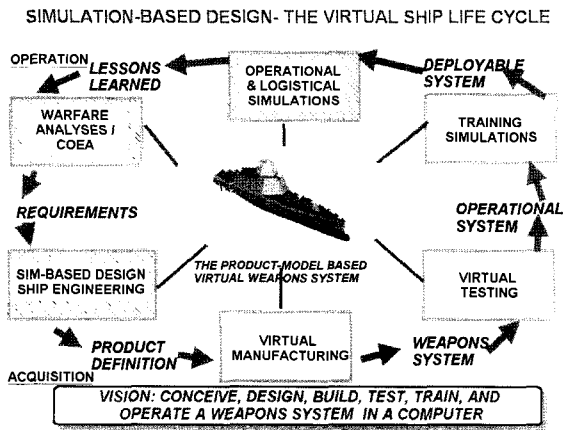 SIMULATION-BASED DESIGN- THE VIRTUAL SHIP LIFE CYCLE
OPERATION
LESSONS
LEARNED
OPERATIONAL
& LOGISTICAL
SIMULATIONS
DEPLOYABLE
SYSTEM
WARFARE
ANALYSES /
COEA
TRAINING
SIMULATIONS
REQUIREMENTS
OPERATIONAL
SYSTEM
SIM-BASED DESIGN
SHIP ENGINEERING
THE PRODUCT-MODEL BASED
VIRTUAL WEAPONS SYSTEM
VIRTUAL
TESTING
PRODUCT
DEFINITION
VIRTUAL
MANUFACTURING
WEAPONS
SYSTEM
ACQUISITION
VISION: CONCEIVE, DESIGN, BUILD, TEST, TRAIN, AND
OPERATE A WEAPONS SYSTEM IN A COMPUTER